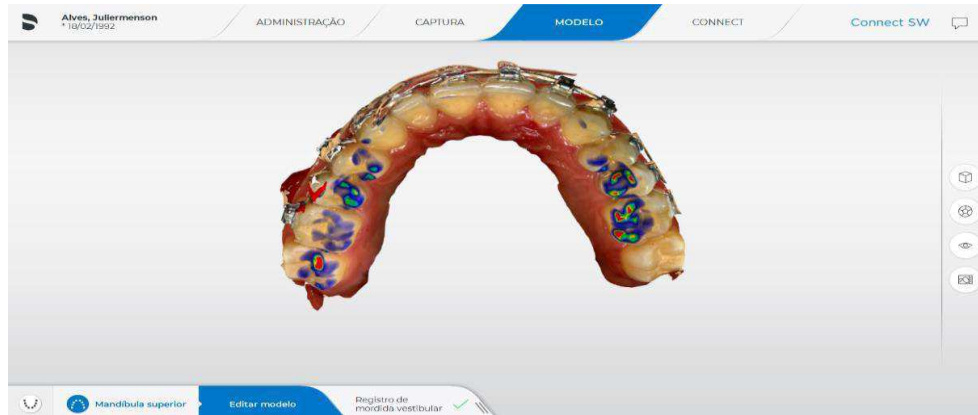 Alves, Juliermenson
* 18/02/1992
ADMINISTRAÇÃO
CAPTURA
MODELO
CONNECT
Connect SW
Mandíbula superior
Editar modelo
Registro de
mordida vestibular